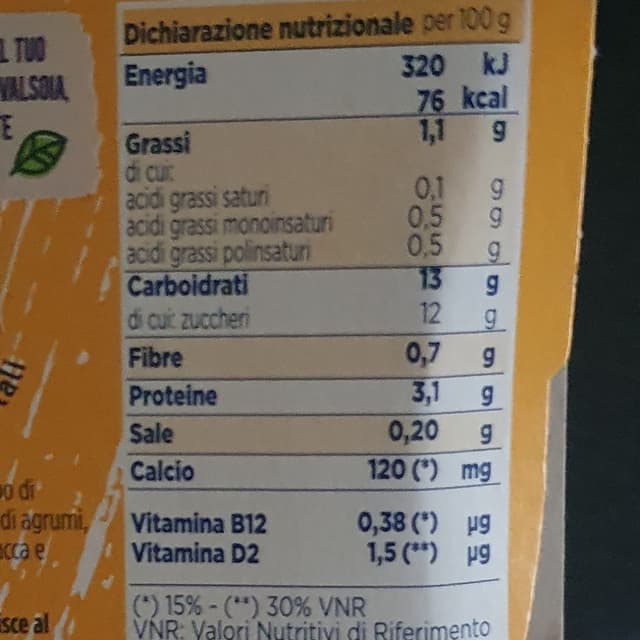 L TUO
VALSOIA,
E
Dichiarazione nutrizionale per 100 g
Energia 320 kJ
76 kcal
Grassi 1,1 g
di cui:
acidi grassi saturi 0,1 g
acidi grassi monoinsaturi 0,5 g
acidi grassi polinsaturi 0,5 g
Carboidrati 13 g
di cui: zuccheri 12 g
Fibre 0,7 g
Proteine 3,1 g
Sale 0,20 g
Calcio 120 (*) mg
Vitamina B12 0,38 (*) µg
Vitamina D2 1,5 (**) µg
(*) 15% - (**) 30% VNR
VNR: Valori Nutritivi di Riferimento
di
di agrumi,
e
al